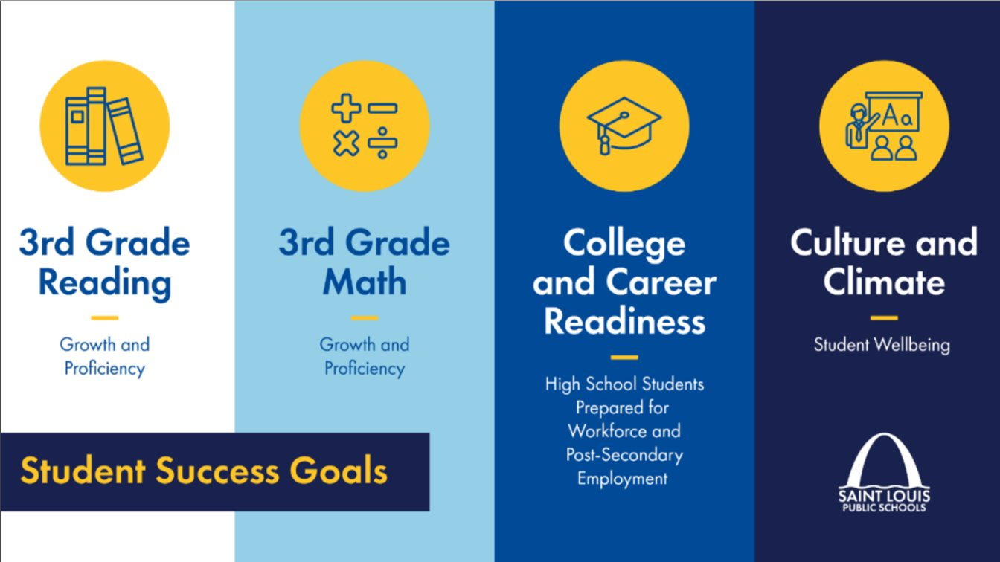 Aa
3rd Grade
Reading
Growth and
Proficiency
3rd Grade
Math
Growth and
Proficiency
College
and Career
Readiness
High School Students
Prepared for
Workforce and
Post-Secondary
Employment
Culture and
Climate
Student Wellbeing
Student Success Goals
SAINT LOUIS
PUBLIC SCHOOLS